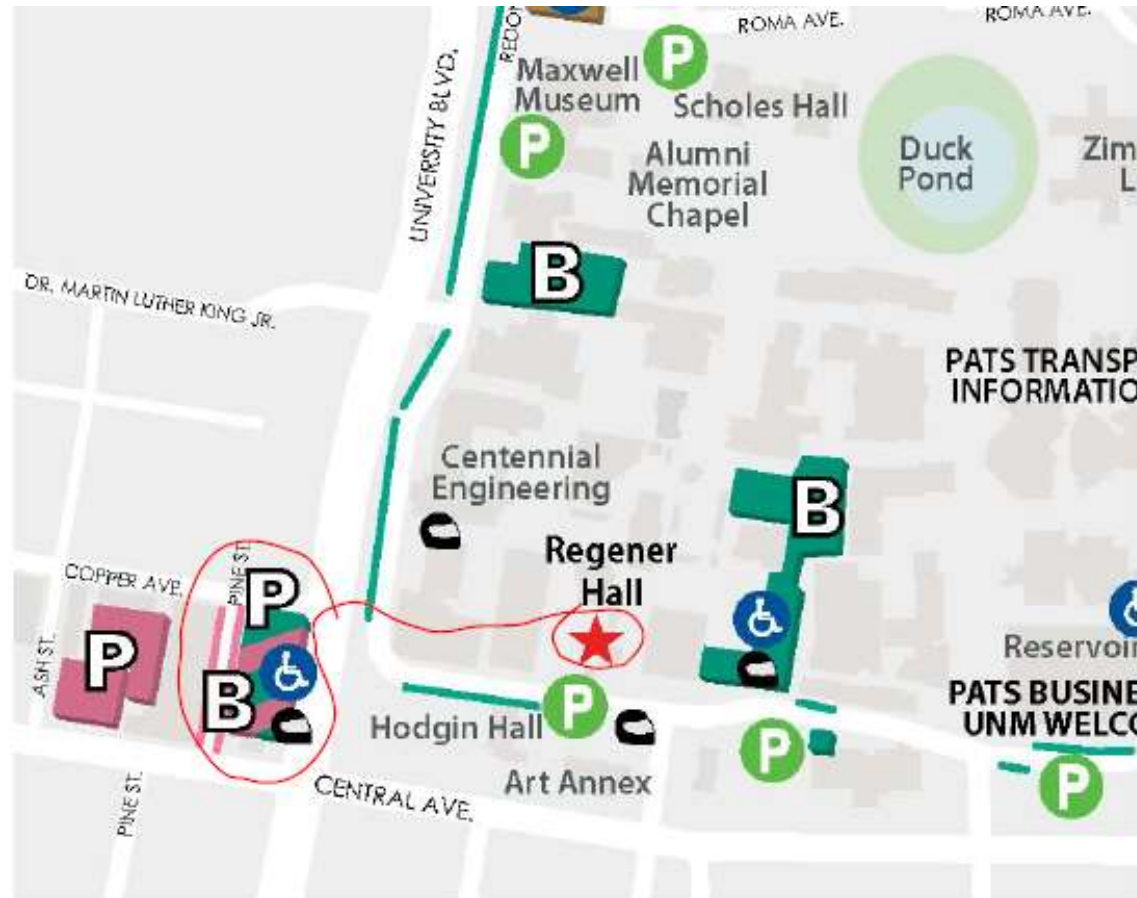 ROMA AVE.
ROMA AVE.
UNIVERSITY BLVD.
Maxwell
Museum
P
Scholes Hall
P
Alumni
Memorial
Chapel
Duck
Pond
B
DR. MARTIN LUTHER KING JR.
PATS TRANSP
INFORMATIO
Centennial
Engineering
B
Regener
Hall
COPPER AVE.
PINE ST.
P
P
B
ASH ST.
Reservoir
PATS BUSINE
UNM WELCO
Hodgin Hall
P
P
P
Art Annex
CENTRAL AVE.
PINE ST.